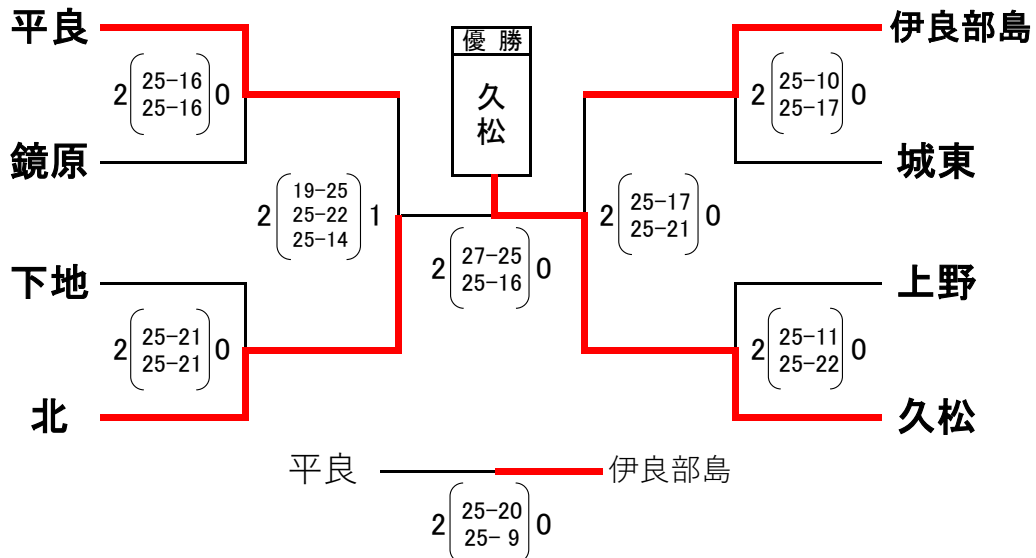 平良
優勝
伊良部島
2 25-16 0
25-16
久松
2 25-10 0
25-17
鏡原
城東
2 19-25 1
25-22
25-14
2 25-17 0
25-21
2 27-25 0
25-16
下地
上野
2 25-21 0
25-21
2 25-11 0
25-22
北
久松
平良
伊良部島
2 25-20 0
25- 9